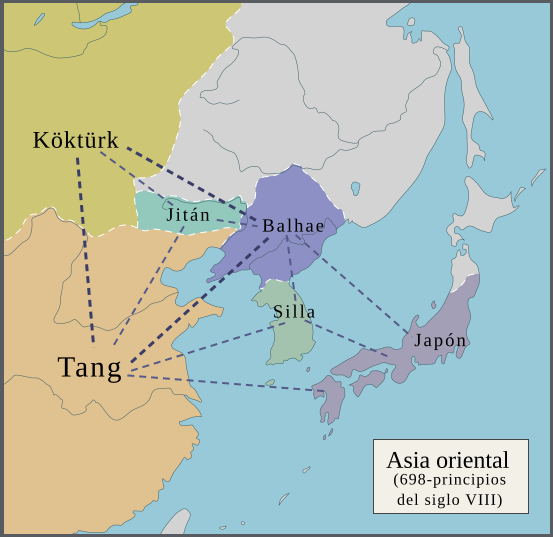 Köktürk
Jitán
Balhae
Silla
Japón
Tang
Asia oriental
(698-principios
del siglo VIII)